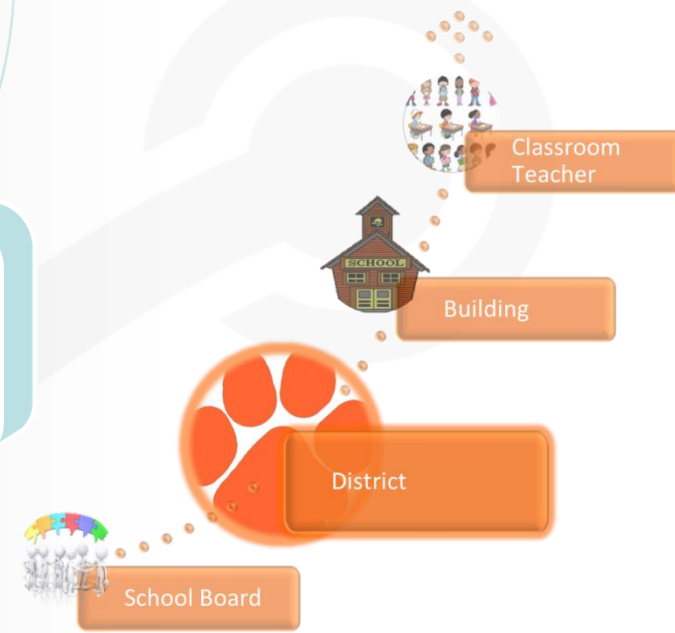 Classroom
Teacher
SCHOOL
Building
District
School Board